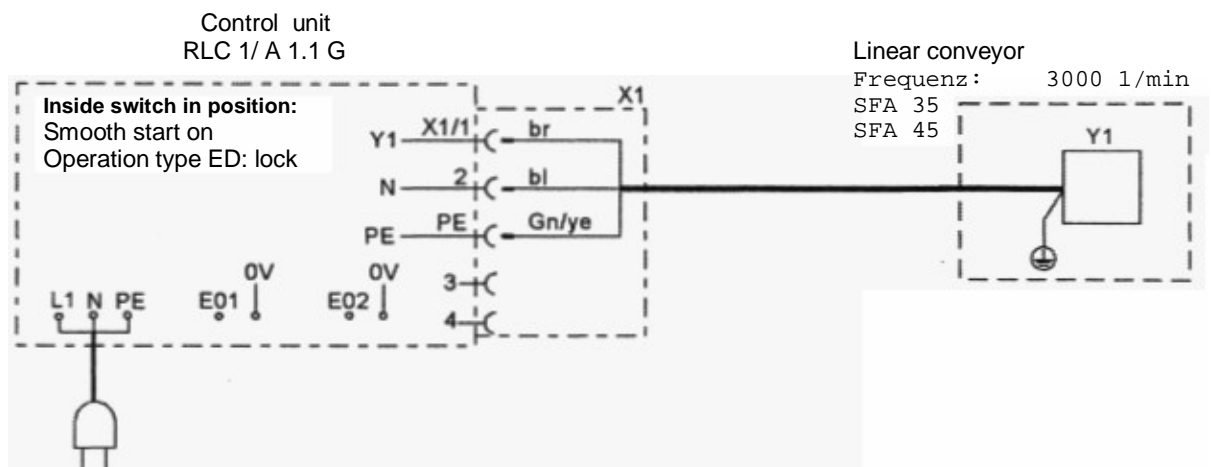 Control unit
RLC 1/ A 1.1 G
Linear conveyor
Frequenz: 3000 1/min
SFA 35
SFA 45
Inside switch in position:
Smooth start on
Operation type ED: lock
X1
Y1 X1/1 br
N 2 bl
PE PE Gn/ye
3
4
0V 0V
L1 N PE E01 E02
Y1